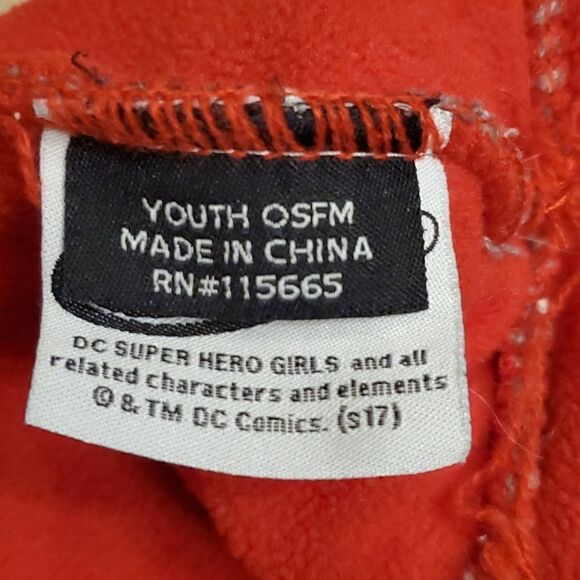 YOUTH OSFM
MADE IN CHINA
RN#115665
®
DC SUPER HERO GIRLS and all
related characters and elements
© & TM DC Comics. (s17)